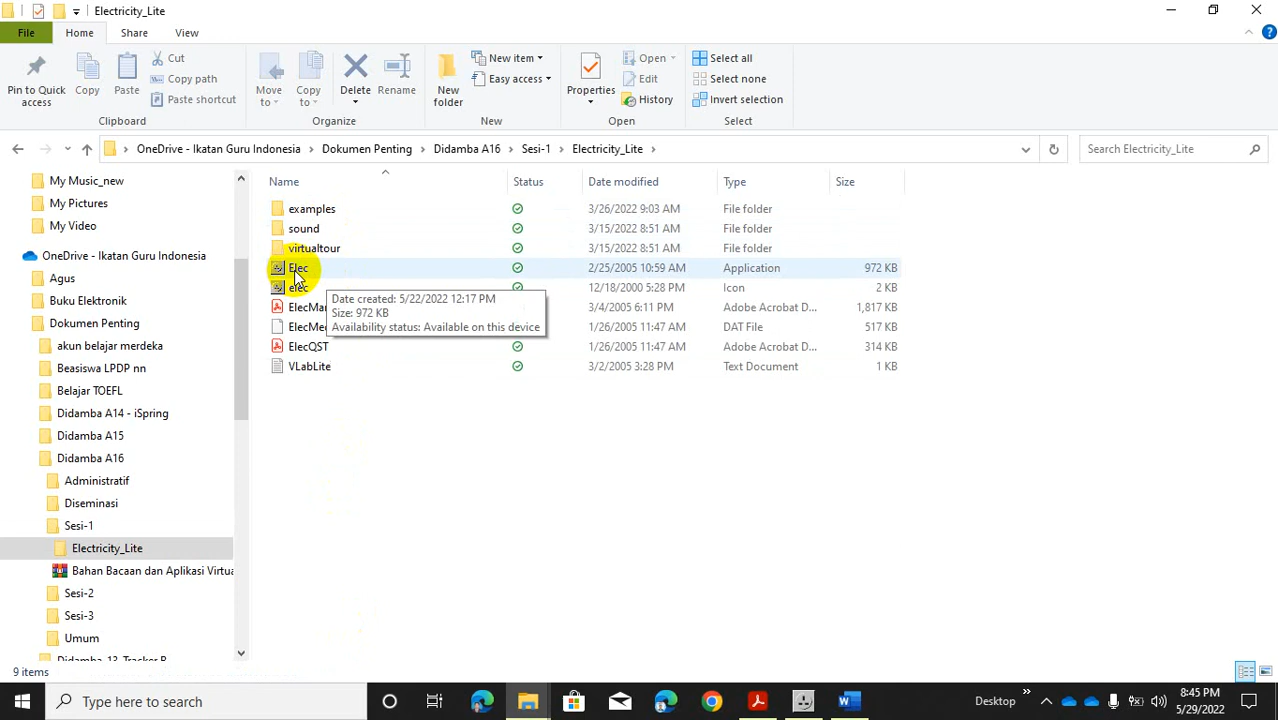 Electricity_Lite
File Home Share View
Pin to Quick access
Copy
Paste
Cut
Copy path
Paste shortcut
Clipboard
Move to
Copy to
Delete
Rename
Organize
New folder
New item
Easy access
New
Properties
Open
Edit
History
Open
Select all
Select none
Invert selection
Select
OneDrive - Ikatan Guru Indonesia > Dokumen Penting > Didamba A16 > Sesi-1 > Electricity_Lite >
Search Electricity_Lite
My Music_new
My Pictures
My Video
OneDrive - Ikatan Guru Indonesia
Agus
Buku Elektronik
Dokumen Penting
akun belajar merdeka
Beasiswa LPDP nn
Belajar TOEFL
Didamba A14 - iSpring
Didamba A15
Didamba A16
Administratif
Diseminasi
Sesi-1
Electricity_Lite
Bahan Bacaan dan Aplikasi Virtua
Sesi-2
Sesi-3
Umum
Name Status Date modified Type Size
examples 3/26/2022 9:03 AM File folder
sound 3/15/2022 8:51 AM File folder
virtualtour 3/15/2022 8:51 AM File folder
Elec 2/25/2005 10:59 AM Application 972 KB
elec 12/18/2000 5:28 PM Icon 2 KB
ElecMa 3/4/2005 6:11 PM Adobe Acrobat D... 1,817 KB
ElecMe 1/26/2005 11:47 AM DAT File 517 KB
ElecQST 1/26/2005 11:47 AM Adobe Acrobat D... 314 KB
VLabLite 3/2/2005 3:28 PM Text Document 1 KB
Date created: 5/22/2022 12:17 PM
Size: 972 KB
Availability status: Available on this device
9 items
Type here to search
Desktop
8:45 PM
5/29/2022